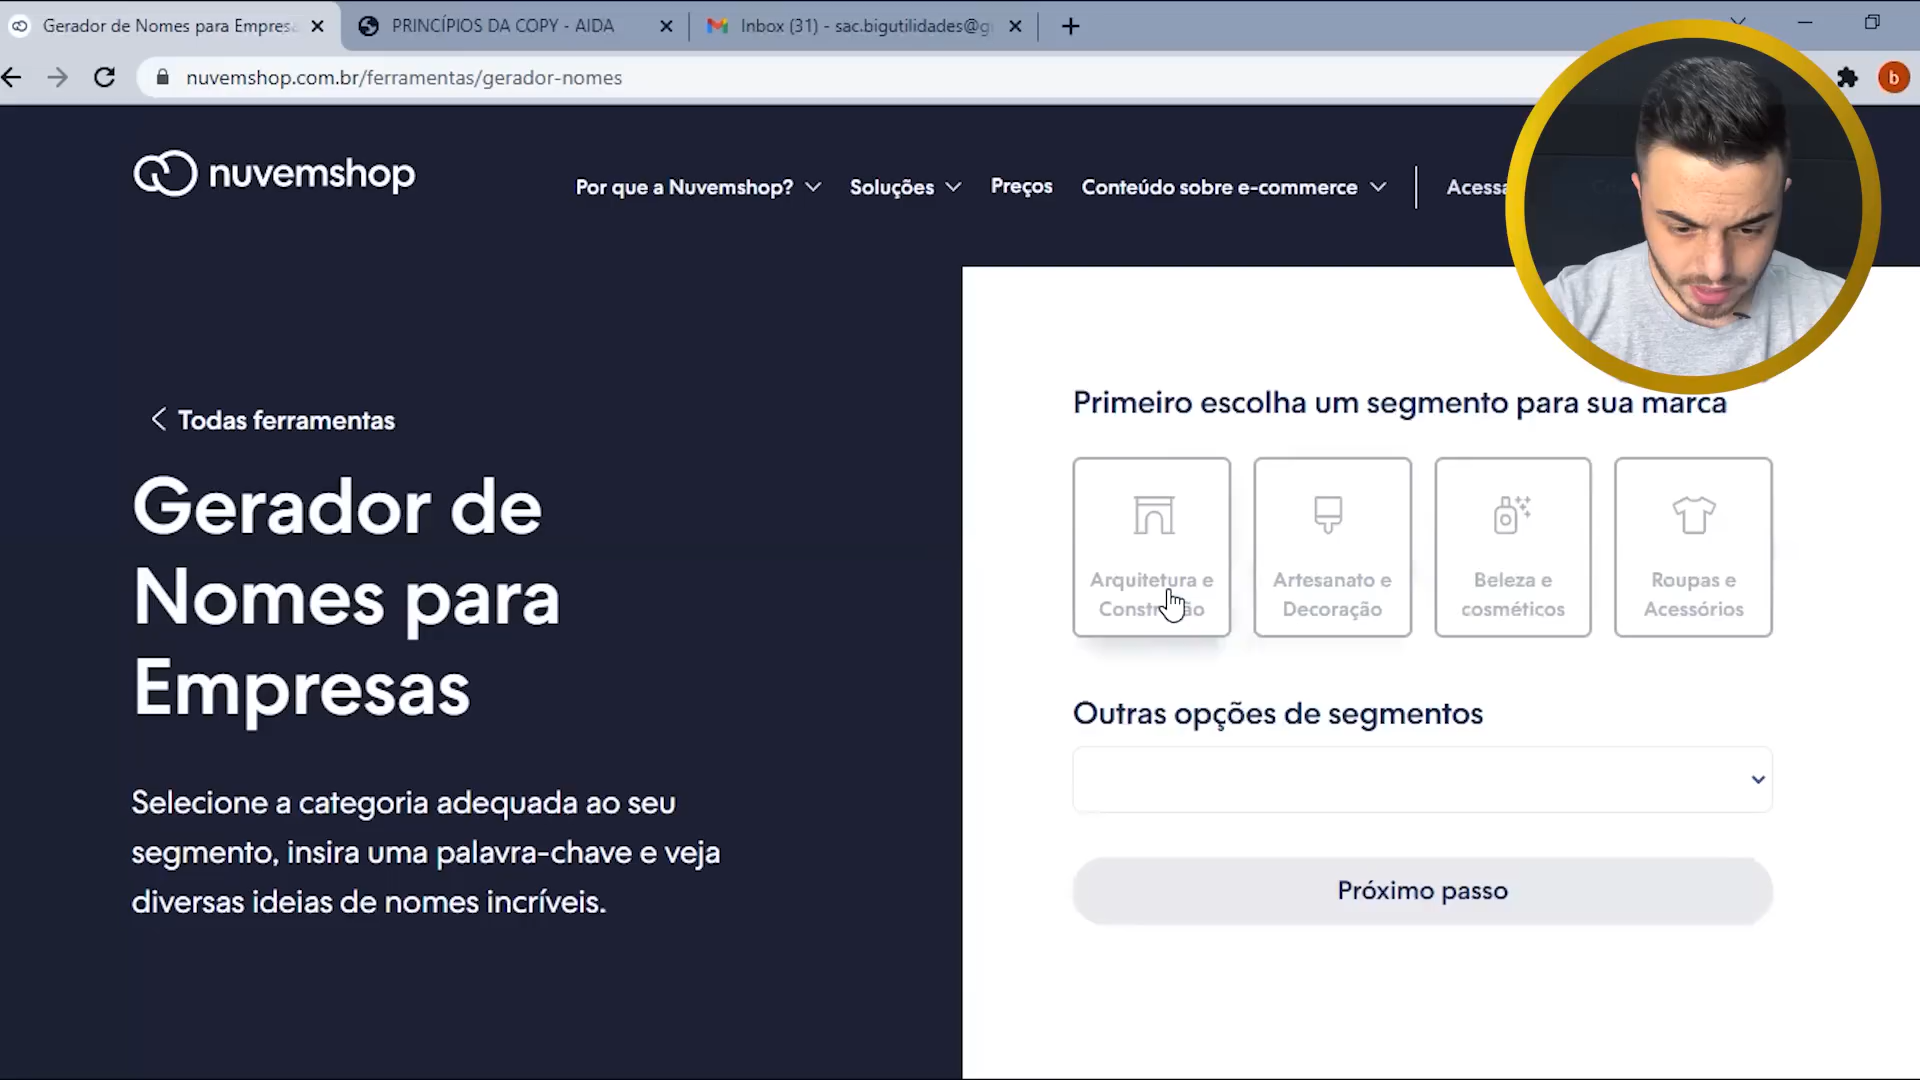 Gerador de Nomes para Empresa
PRINCÍPIOS DA COPY - AIDA
Inbox (31) - sac.bigutilidades@g
nuvemshop.com.br/ferramentas/gerador-nomes
b
nuvemshop
Por que a Nuvemshop?
Soluções
Preços
Conteúdo sobre e-commerce
Todas ferramentas
Gerador de
Nomes para
Empresas
Selecione a categoria adequada ao seu
segmento, insira uma palavra-chave e veja
diversas ideias de nomes incríveis.
Primeiro escolha um segmento para sua marca
Arquitetura e
Construção
Artesanato e
Decoração
Beleza e
cosméticos
Roupas e
Acessórios
Outras opções de segmentos
Próximo passo